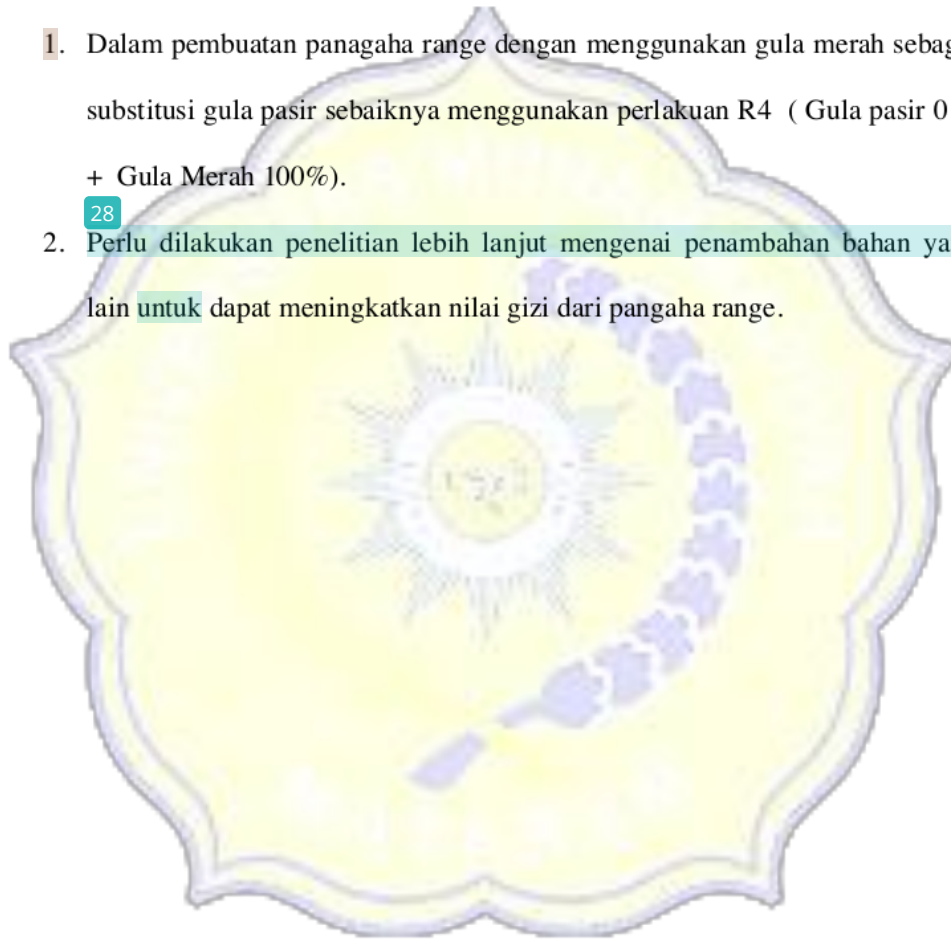 1. Dalam pembuatan panagaha range dengan menggunakan gula merah sebag
substitusi gula pasir sebaiknya menggunakan perlakuan R4 ( Gula pasir 0
+ Gula Merah 100%).
28
2. Perlu dilakukan penelitian lebih lanjut mengenai penambahan bahan ya
lain untuk dapat meningkatkan nilai gizi dari pangaha range.